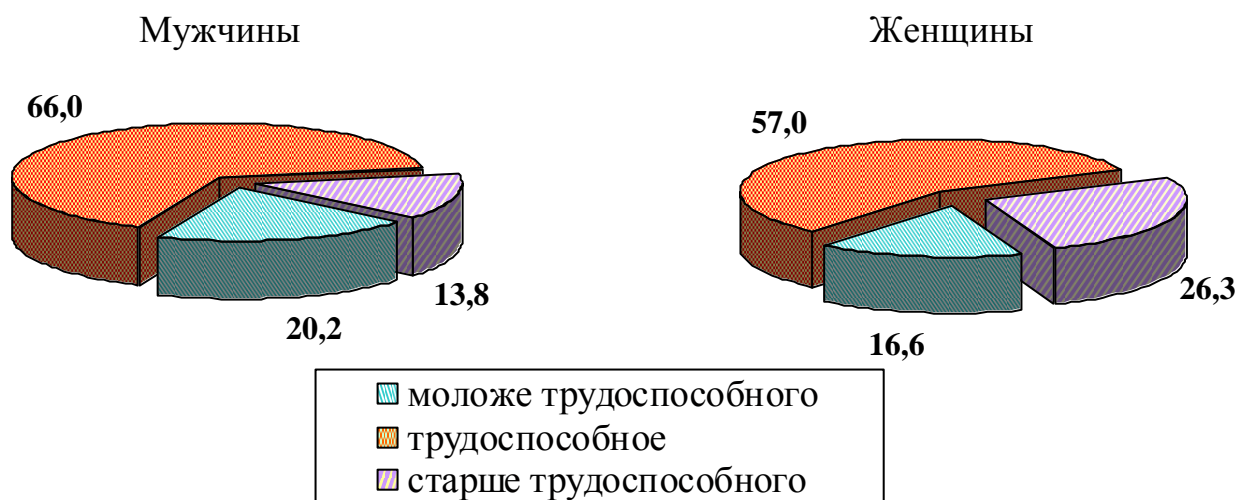 Мужчины
Женщины
66,0
13,8
20,2
57,0
26,3
16,6
моложе трудоспособного
трудоспособное
старше трудоспособного